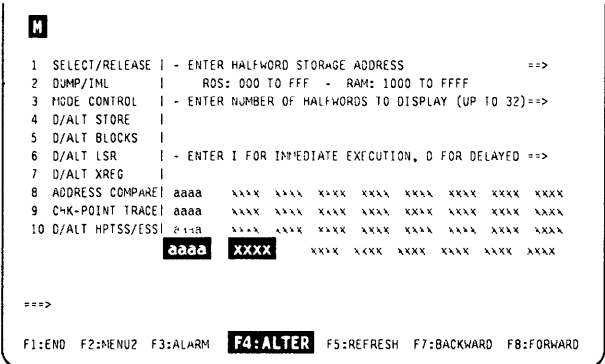 M
1 SELECT/RELEASE | - ENTER HALFWORD STORAGE ADDRESS ==>
2 DUMP/IML | ROS: 000 TO FFF - RAM: 1000 TO FFFF
3 MODE CONTROL | - ENTER NUMBER OF HALFWORDS TO DISPLAY (UP TO 32)==>
4 D/ALT STORE |
5 D/ALT BLOCKS |
6 D/ALT LSR | - ENTER I FOR IMMEDIATE EXECUTION, D FOR DELAYED ==>
7 D/ALT XREG |
8 ADDRESS COMPARE| aaaa xxxx xxxx xxxx xxxx xxxx xxxx xxxx xxxx
9 CHK-POINT TRACE| aaaa xxxx xxxx xxxx xxxx xxxx xxxx xxxx xxxx
10 D/ALT HPTSS/ESS| aaaa xxxx xxxx xxxx xxxx xxxx xxxx xxxx xxxx
aaaa xxxx xxxx xxxx xxxx xxxx xxxx xxxx xxxx
===>
F1:END F2:MENU2 F3:ALARM F4:ALTER F5:REFRESH F7:BACKWARD F8:FORWARD